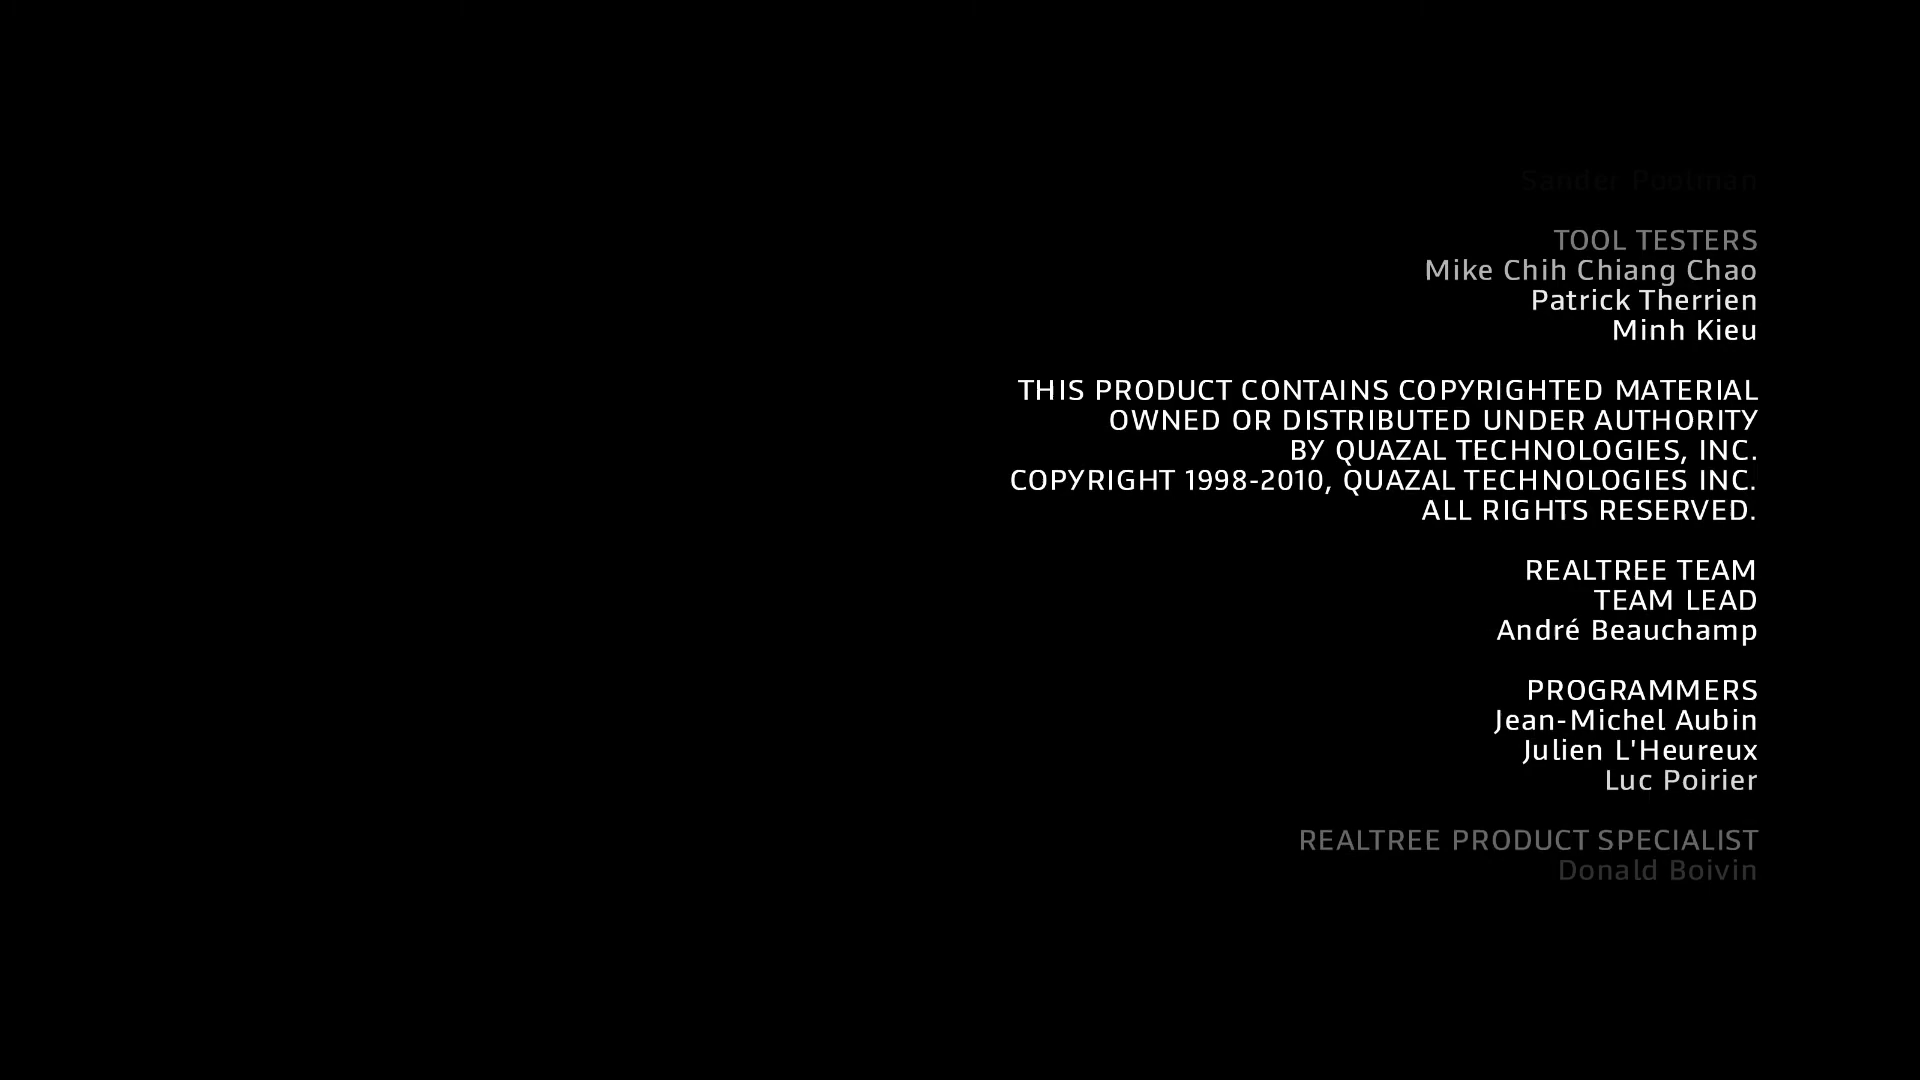 Sander Poolman
TOOL TESTERS
Mike Chih Chiang Chao
Patrick Therrien
Minh Kieu
THIS PRODUCT CONTAINS COPYRIGHTED MATERIAL
OWNED OR DISTRIBUTED UNDER AUTHORITY
BY QUAZAL TECHNOLOGIES, INC.
COPYRIGHT 1998-2010, QUAZAL TECHNOLOGIES INC.
ALL RIGHTS RESERVED.
REALTREE TEAM
TEAM LEAD
André Beauchamp
PROGRAMMERS
Jean-Michel Aubin
Julien L'Heureux
Luc Poirier
REALTREE PRODUCT SPECIALIST
Donald Boivin